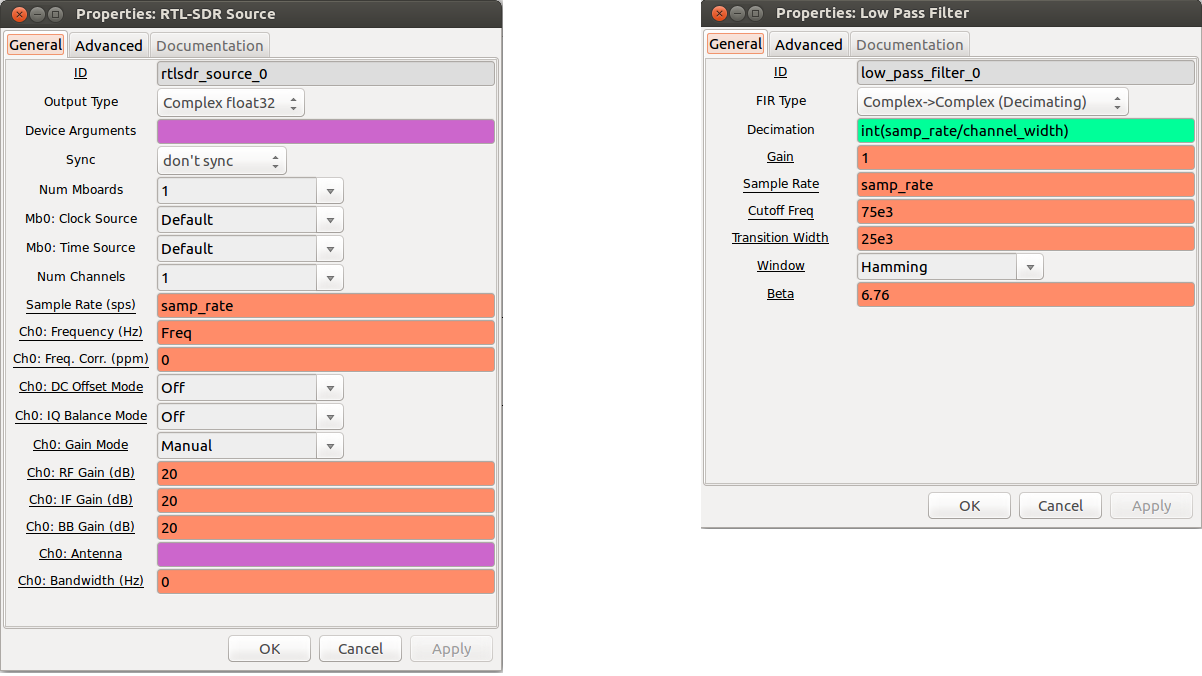 Properties: RTL-SDR Source
General Advanced Documentation
ID rtlsdr_source_0
Output Type Complex float32
Device Arguments
Sync don't sync
Num Mboards 1
Mb0: Clock Source Default
Mb0: Time Source Default
Num Channels 1
Sample Rate (sps) samp_rate
Ch0: Frequency (Hz) Freq
Ch0: Freq. Corr. (ppm) 0
Ch0: DC Offset Mode Off
Ch0: IQ Balance Mode Off
Ch0: Gain Mode Manual
Ch0: RF Gain (dB) 20
Ch0: IF Gain (dB) 20
Ch0: BB Gain (dB) 20
Ch0: Antenna
Ch0: Bandwidth (Hz) 0
OK Cancel Apply
Properties: Low Pass Filter
General Advanced Documentation
ID low_pass_filter_0
FIR Type Complex->Complex (Decimating)
Decimation int(samp_rate/channel_width)
Gain 1
Sample Rate samp_rate
Cutoff Freq 75e3
Transition Width 25e3
Window Hamming
Beta 6.76
OK Cancel Apply